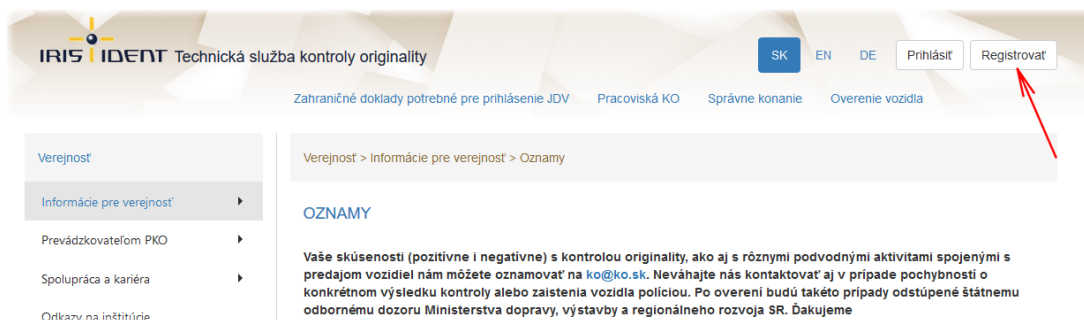 IRIS IDENT Technická služba kontroly originality
SK EN DE Prihlásiť Registrovať
Zahraničné doklady potrebné pre prihlásenie JDV Pracoviská KO Správne konanie Overenie vozidla
Verejnosť
Verejnosť > Informácie pre verejnosť > Oznamy
Informácie pre verejnosť
OZNAMY
Prevádzkovateľom PKO
Vaše skúsenosti (pozitívne i negatívne) s kontrolou originality, ako aj s rôznymi podvodnými aktivitami spojenými s
Spolupráca a kariéra
predajom vozidiel nám môžete oznamovať na ko@ko.sk. Neváhajte nás kontaktovať aj v prípade pochybností o
konkrétnom výsledku kontroly alebo zaistenia vozidla políciou. Po overení budú takéto prípady odstúpené štátnemu
Odkazy na inštitúcie
odbornému dozoru Ministerstva dopravy, výstavby a regionálneho rozvoja SR. Ďakujeme